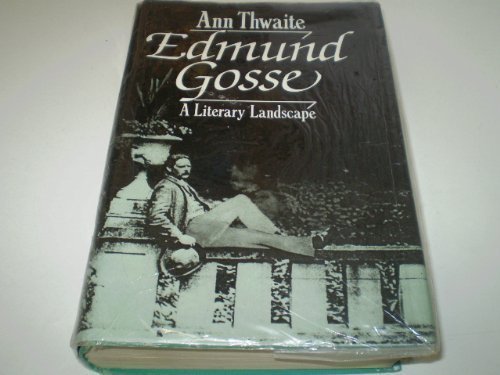 Ann Thwaite
Edmund
Gosse
A Literary Landscape